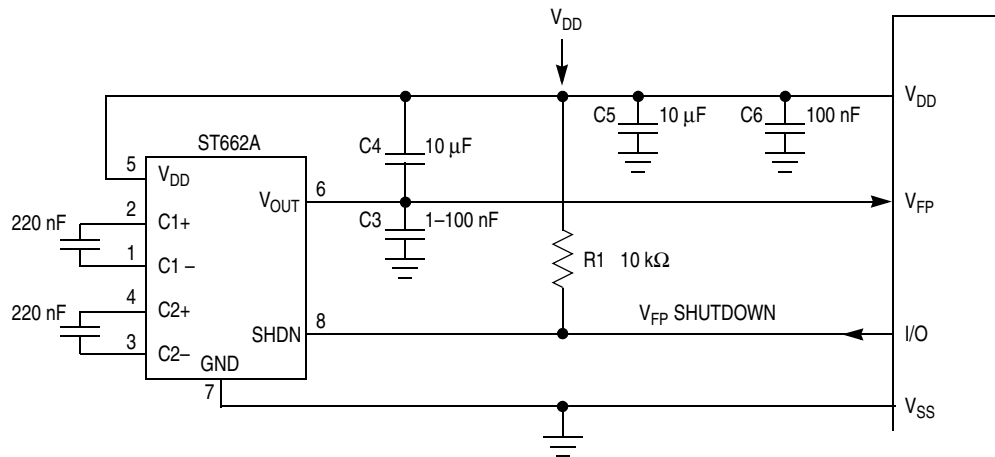 VDD
VDD
C5 10 µF C6 100 nF
ST662A
C4 10 µF
5
VDD
6
VOUT
VFP
220 nF
2
C1+
C3 1–100 nF
1
C1 –
R1 10 kΩ
220 nF
4
C2+
VFP SHUTDOWN
8
SHDN
I/O
3
C2–
GND
7
VSS